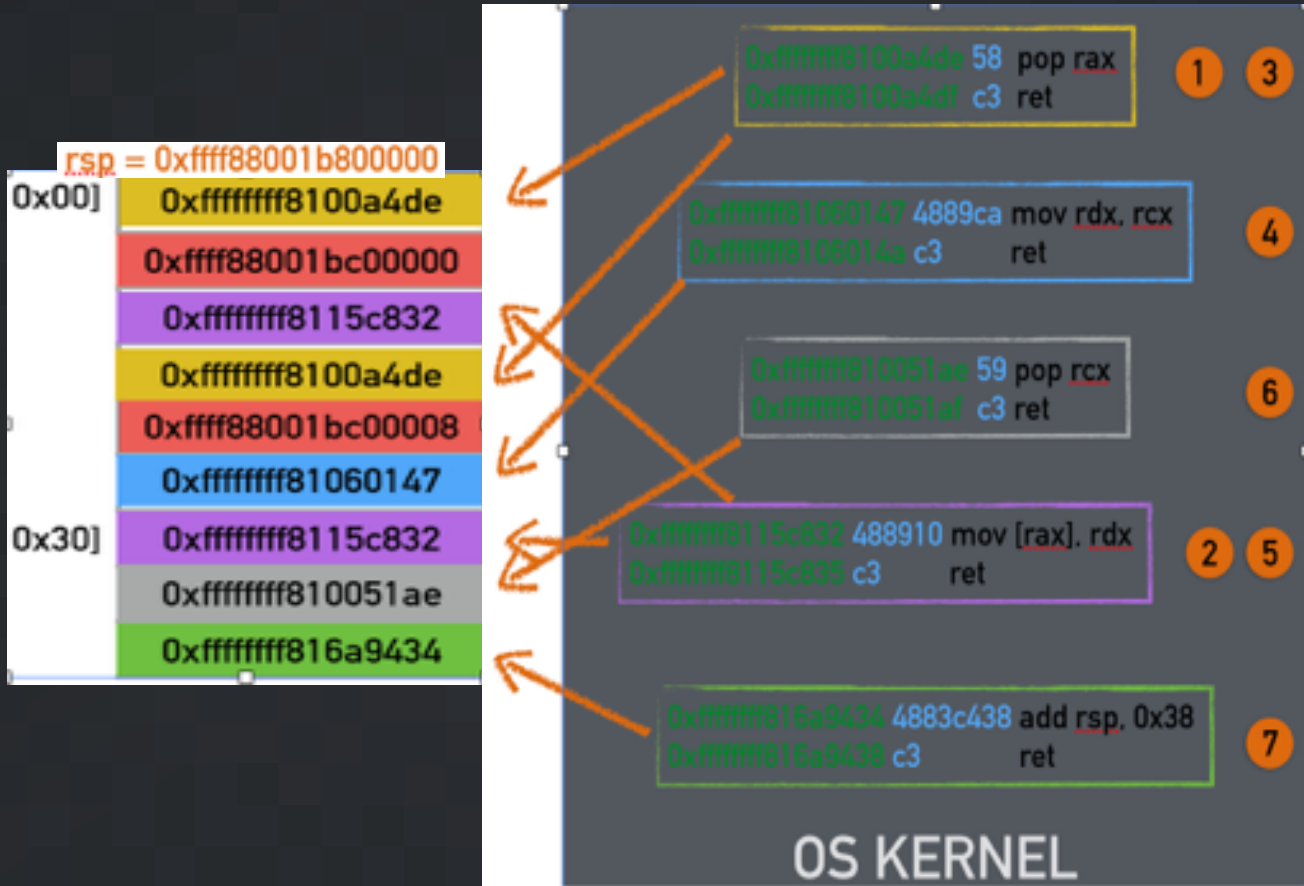 rsp = 0xffff88001b800000
0x00]
0xffffffff8100a4de
0xffff88001bc00000
0xffffffff8115c832
0xffffffff8100a4de
0xffff88001bc00008
0xffffffff81060147
0x30]
0xffffffff8115c832
0xffffffff810051ae
0xffffffff816a9434
0xffffffff8100a4de 58 pop rax
0xffffffff8100a4df c3 ret
1 3
0xffffffff81060147 4889ca mov rdx, rcx
0xffffffff8106014a c3 ret
4
0xffffffff810051ae 59 pop rcx
0xffffffff810051af c3 ret
6
0xffffffff8115c832 488910 mov [rax], rdx
0xffffffff8115c835 c3 ret
2 5
0xffffffff816a9434 4883c438 add rsp, 0x38
0xffffffff816a9438 c3 ret
7
OS KERNEL